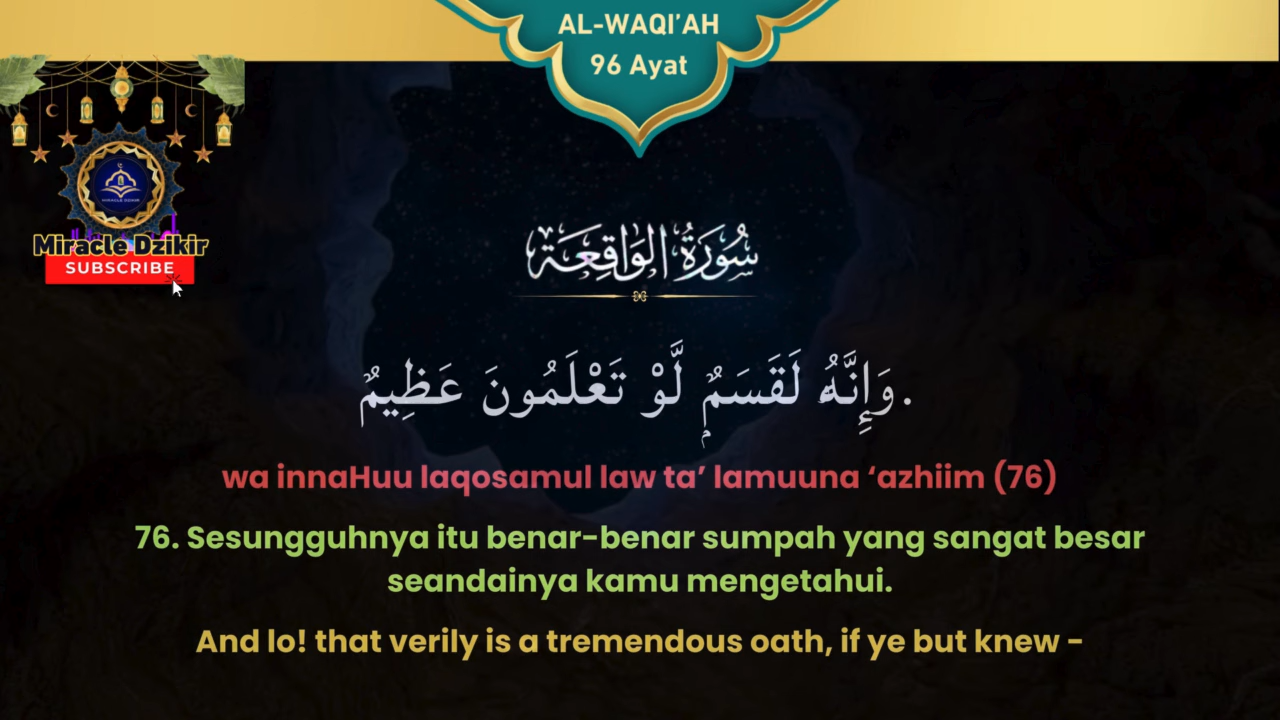 AL-WAQI'AH
96 Ayat
Miracle Dzikir
SUBSCRIBE
سُورَةُ الوَاقِعَة
وَإِنَّهُۥ لَقَسَمٌۭ لَّوْ تَعْلَمُونَ عَظِيمٌ.
wa innaHuu laqosamul law ta’ lamuuna ‘azhiim (76)
76. Sesungguhnya itu benar-benar sumpah yang sangat besar
seandainya kamu mengetahui.
And lo! that verily is a tremendous oath, if ye but knew -